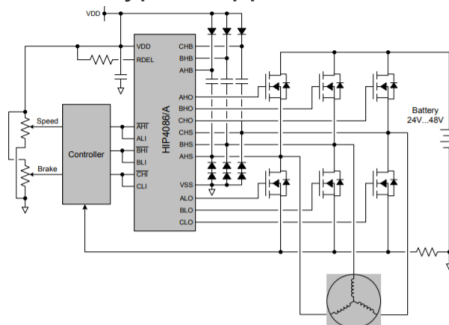 VDD
VDD
RDEL
CHB
BHB
AHB
AHO
BHO
CHO
CHS
BHS
AHS
VSS
ALO
BLO
CLO
HIP4086/A
AHI
ALI
BHI
BLI
CHI
CLI
Speed
Brake
Controller
Battery
24V...48V